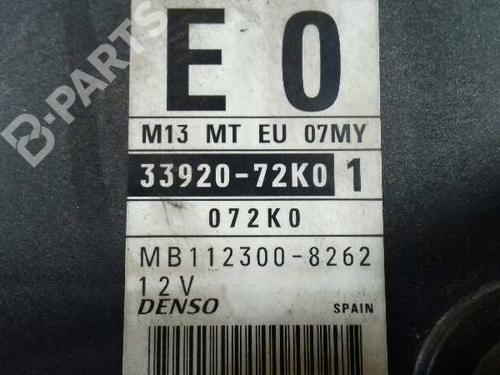 B-PARTS
E 0
M13 MT EU 07MY
33920-72K0 1
072K0
MB112300-8262
12V
DENSO SPAIN